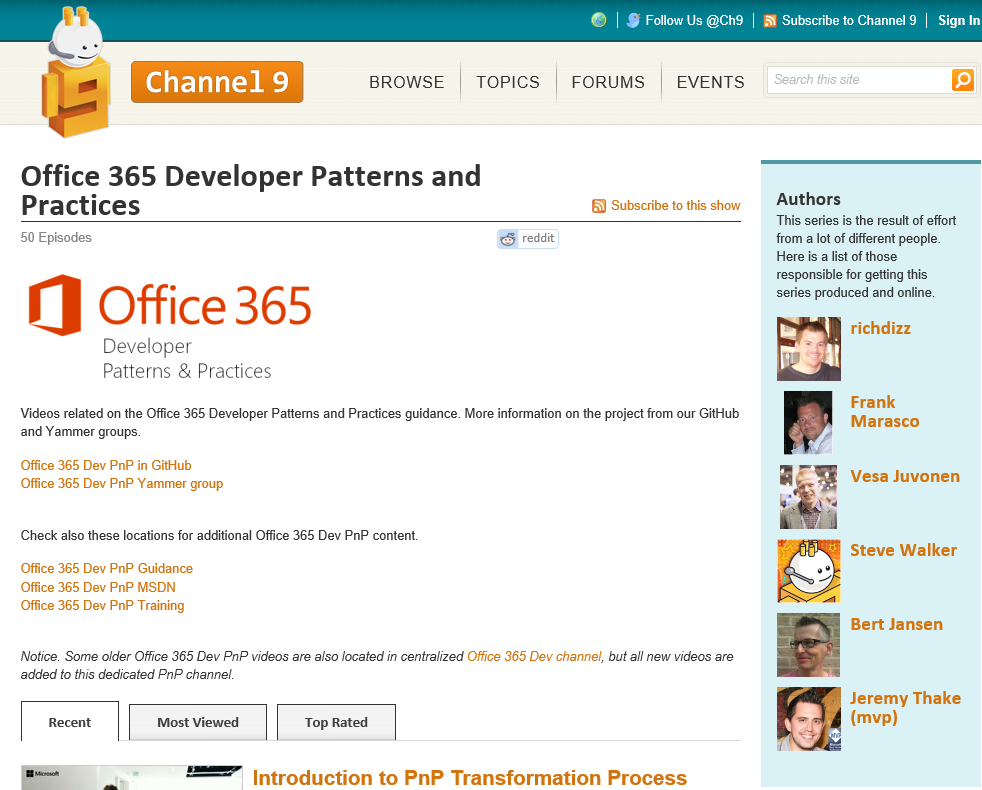 Follow Us @Ch9
Subscribe to Channel 9
Sign In
9
Channel 9
BROWSE
TOPICS
FORUMS
EVENTS
Search this site
Office 365 Developer Patterns and
Practices
Subscribe to this show
50 Episodes
reddit
Office 365
Developer
Patterns & Practices
Videos related on the Office 365 Developer Patterns and Practices guidance. More information on the project from our GitHub
and Yammer groups.
Office 365 Dev PnP in GitHub
Office 365 Dev PnP Yammer group
Check also these locations for additional Office 365 Dev PnP content.
Office 365 Dev PnP Guidance
Office 365 Dev PnP MSDN
Office 365 Dev PnP Training
Notice. Some older Office 365 Dev PnP videos are also located in centralized Office 365 Dev channel, but all new videos are
added to this dedicated PnP channel.
Recent
Most Viewed
Top Rated
Microsoft
Introduction to PnP Transformation Process
Authors
This series is the result of effort
from a lot of different people.
Here is a list of those
responsible for getting this
series produced and online.
richdizz
Frank
Marasco
Vesa Juvonen
Steve Walker
Bert Jansen
Jeremy Thake
(mvp)
MVP